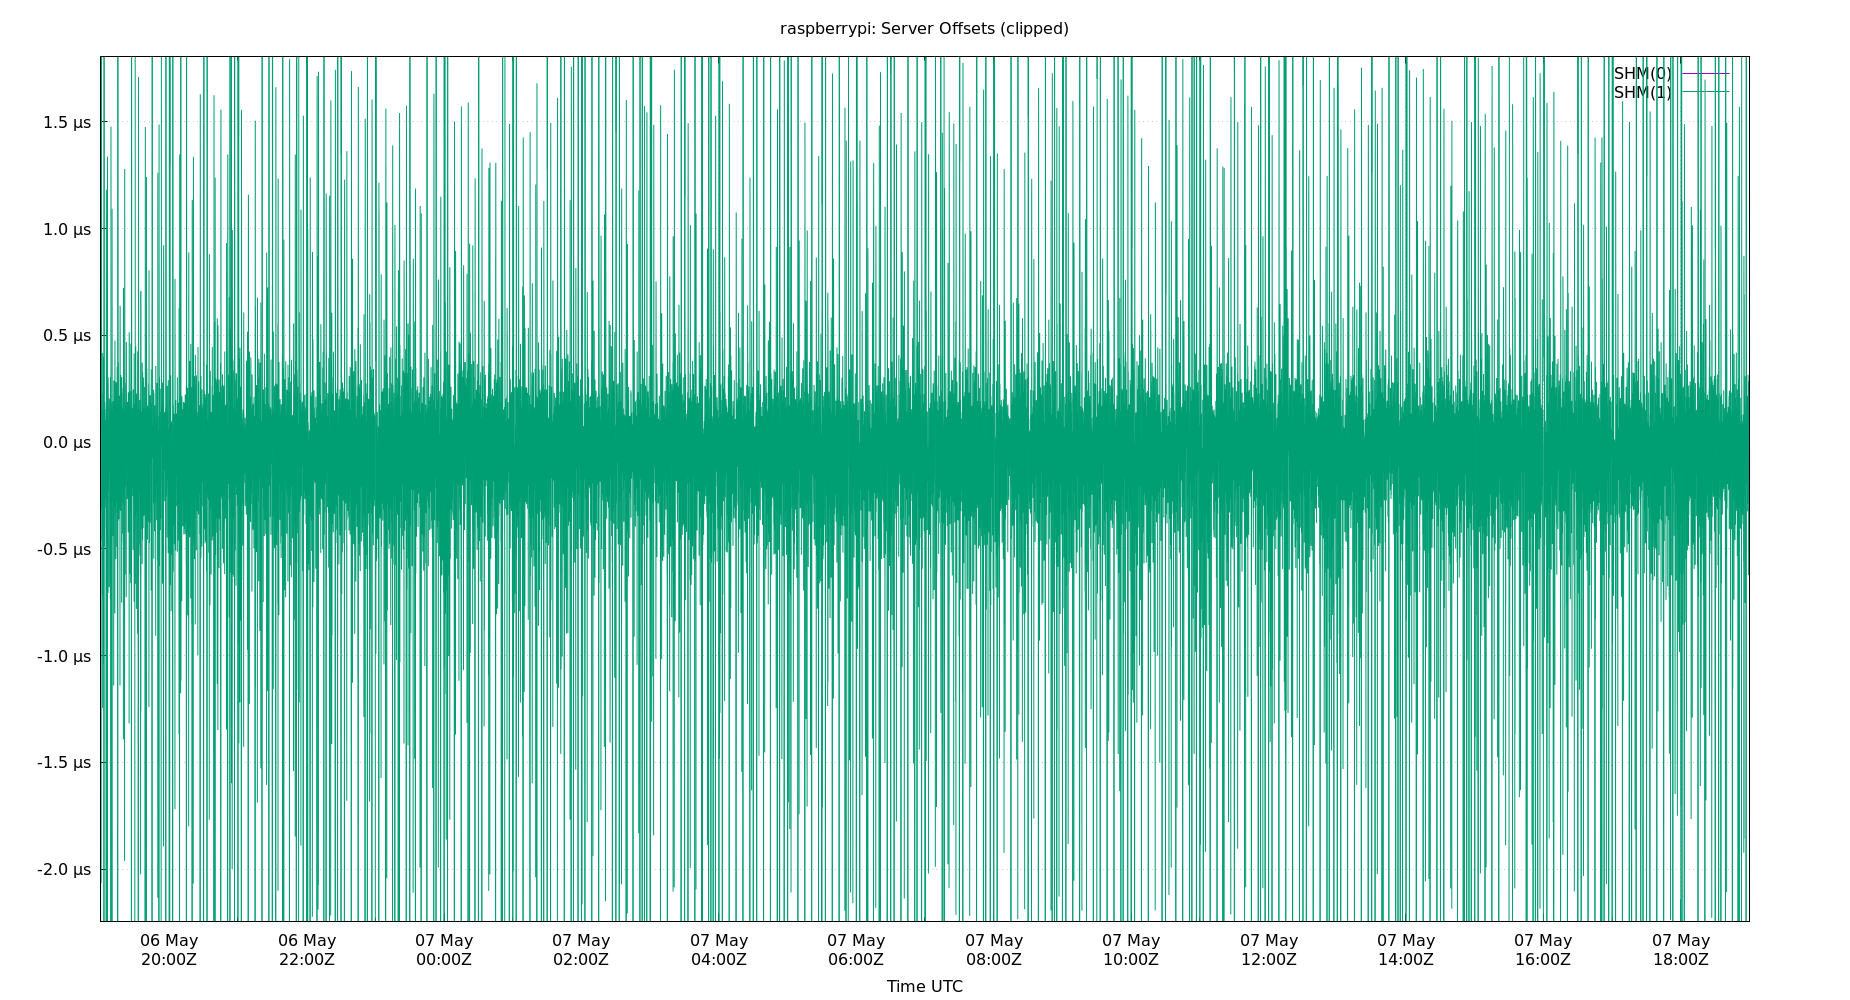 raspberrypi: Server Offsets (clipped)
SHM(0)
SHM(1)
1.5 µs
1.0 µs
0.5 µs
0.0 µs
-0.5 µs
-1.0 µs
-1.5 µs
-2.0 µs
06 May 06 May 07 May 07 May 07 May 07 May 07 May 07 May 07 May 07 May 07 May 07 May
20:00Z 22:00Z 00:00Z 02:00Z 04:00Z 06:00Z 08:00Z 10:00Z 12:00Z 14:00Z 16:00Z 18:00Z
Time UTC